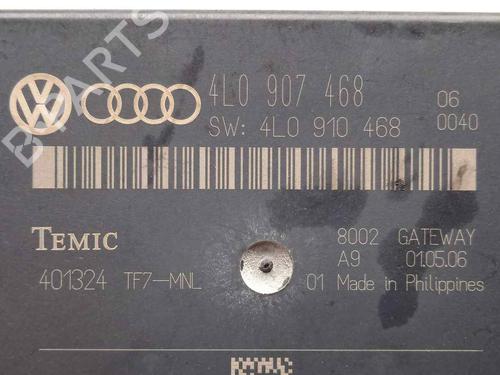 B-PARTS
4L0 907 468 06
SW: 4L0 910 468 0040
TEMIC 8002 GATEWAY
A9 01.05.06
401324 TF7-MNL 01 Made in Philippines